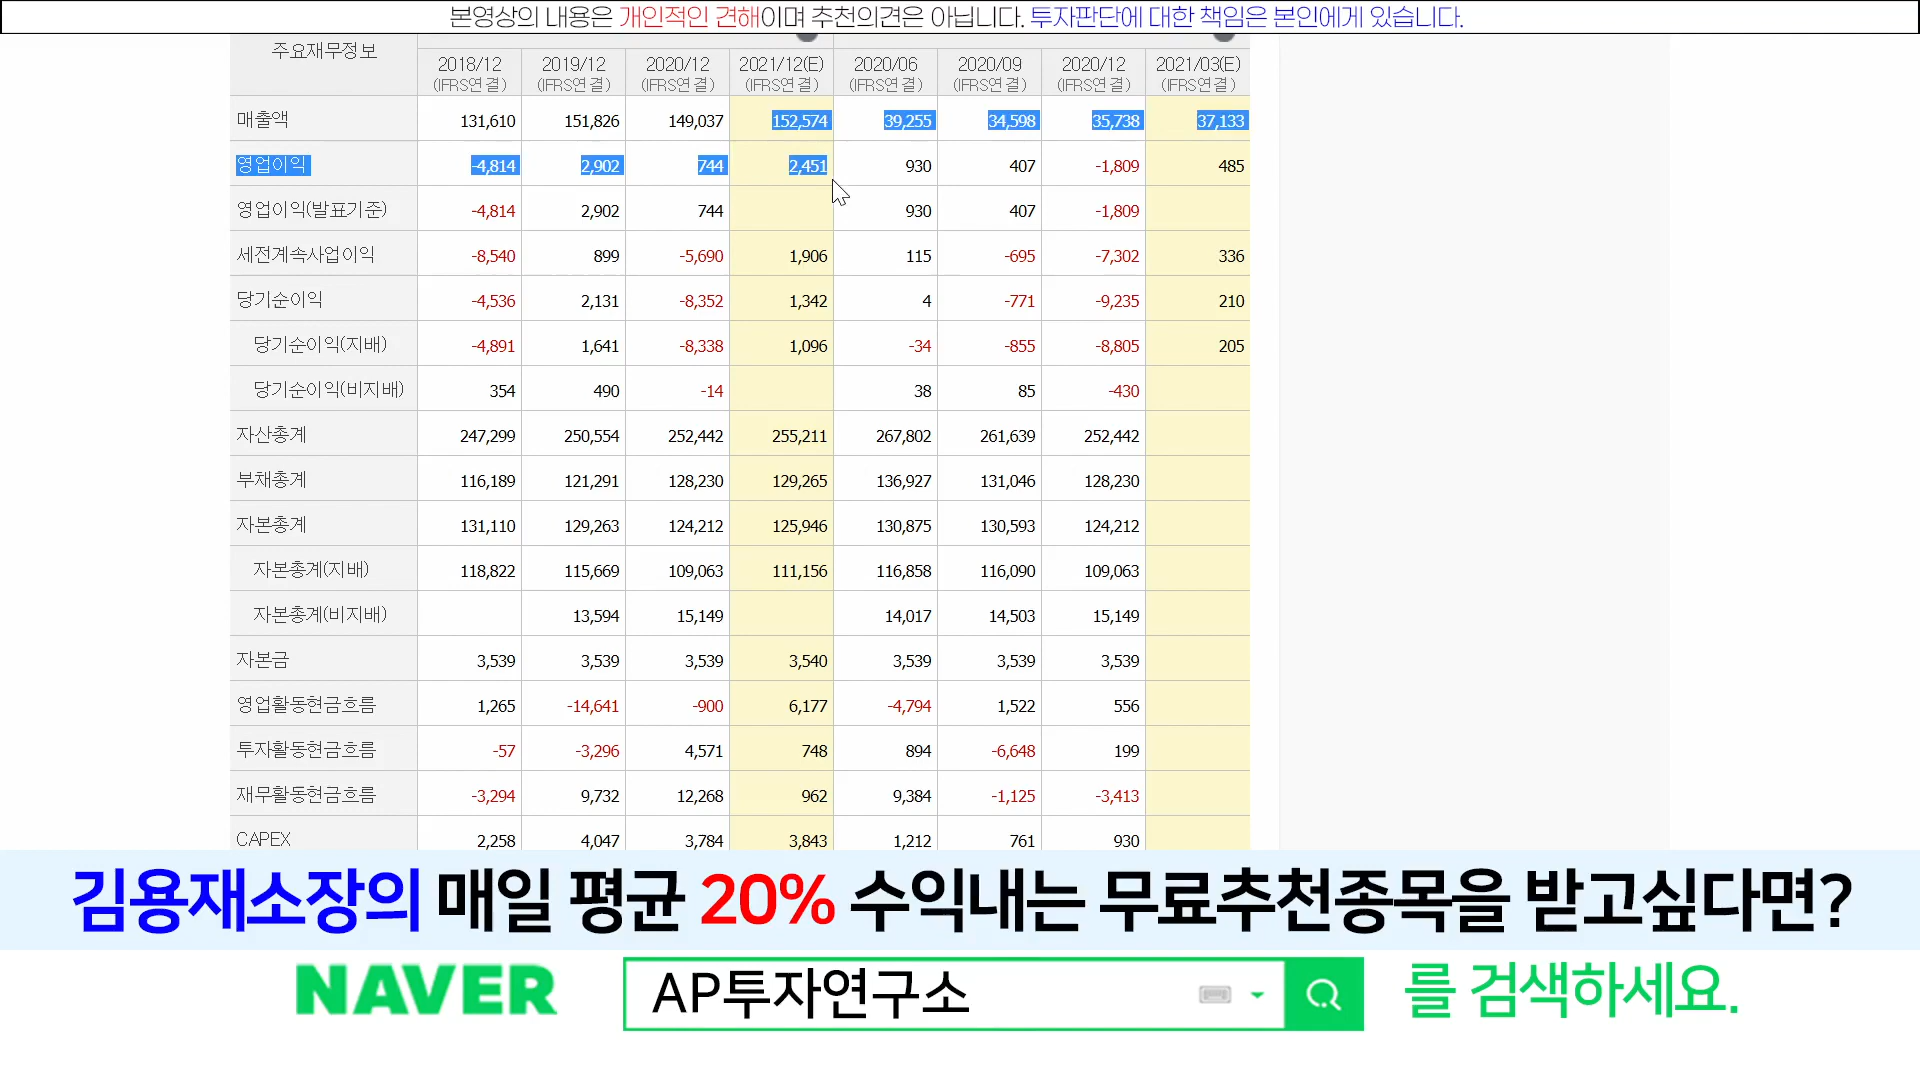 본영상의 내용은 개인적인 견해이며 추천의견은 아닙니다. 투자판단에 대한 책임은 본인에게 있습니다.
주요재무정보 2018/12 2019/12 2020/12 2021/12(E) 2020/06 2020/09 2020/12 2021/03(E)
(IFRS연결) (IFRS연결) (IFRS연결) (IFRS연결) (IFRS연결) (IFRS연결) (IFRS연결) (IFRS연결)
매출액 131,610 151,826 149,037 152,574 39,255 34,598 35,738 37,133
영업이익 -4,814 2,902 744 2,451 930 407 -1,809 485
영업이익(발표기준) -4,814 2,902 744 930 407 -1,809
세전계속사업이익 -8,540 899 -5,690 1,906 115 -695 -7,302 336
당기순이익 -4,536 2,131 -8,352 1,342 4 -771 -9,235 210
당기순이익(지배) -4,891 1,641 -8,338 1,096 -34 -855 -8,805 205
당기순이익(비지배) 354 490 -14 38 85 -430
자산총계 247,299 250,554 252,442 255,211 267,802 261,639 252,442
부채총계 116,189 121,291 128,230 129,265 136,927 131,046 128,230
자본총계 131,110 129,263 124,212 125,946 130,875 130,593 124,212
자본총계(지배) 118,822 115,669 109,063 111,156 116,858 116,090 109,063
자본총계(비지배) 13,594 15,149 14,017 14,503 15,149
자본금 3,539 3,539 3,539 3,540 3,539 3,539 3,539
영업활동현금흐름 1,265 -14,641 -900 6,177 -4,794 1,522 556
투자활동현금흐름 -57 -3,296 4,571 748 894 -6,648 199
재무활동현금흐름 -3,294 9,732 12,268 962 9,384 -1,125 -3,413
CAPEX 2,258 4,047 3,784 3,843 1,212 761 930
김용재소장의 매일 평균 20% 수익내는 무료추천종목을 받고싶다면?
NAVER AP투자연구소 를 검색하세요.